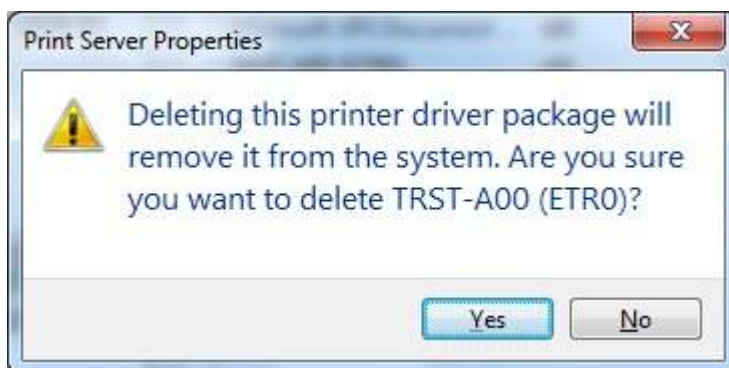 Print Server Properties
Deleting this printer driver package will
remove it from the system. Are you sure
you want to delete TRST-A00 (ETR0)?
Yes
No